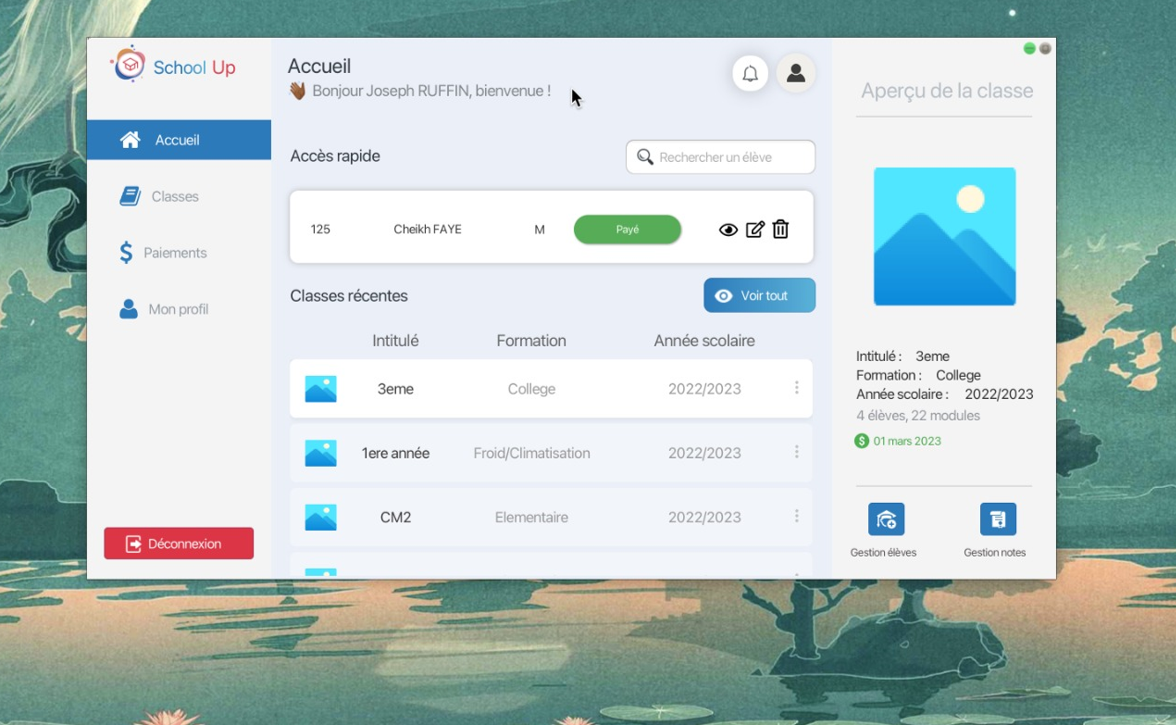 School Up
Accueil
Classes
Paiements
Mon profil
Déconnexion
Accueil
Bonjour Joseph RUFFIN, bienvenue !
Accès rapide
Rechercher un élève
125 Cheikh FAYE M Payé
Classes récentes
Voir tout
Intitulé Formation Année scolaire
3eme College 2022/2023
1ere année Froid/Climatisation 2022/2023
CM2 Elementaire 2022/2023
Aperçu de la classe
Intitulé : 3eme
Formation : College
Année scolaire : 2022/2023
4 élèves, 22 modules
01 mars 2023
Gestion élèves
Gestion notes